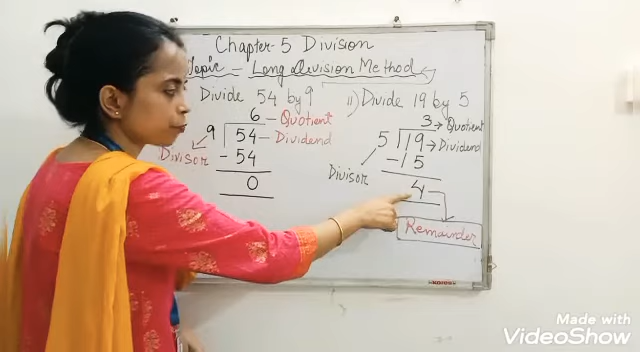 Chapter-5 Division
Topic - Long Division Method
Divide 54 by 9
6 - Quotient
9 54 - Dividend
Divisor
- 54
0
ii) Divide 19 by 5
3 → Quotient
5 19 → Dividend
- 15
Divisor
4
Remainder
KOROS
Made with
VideoShow